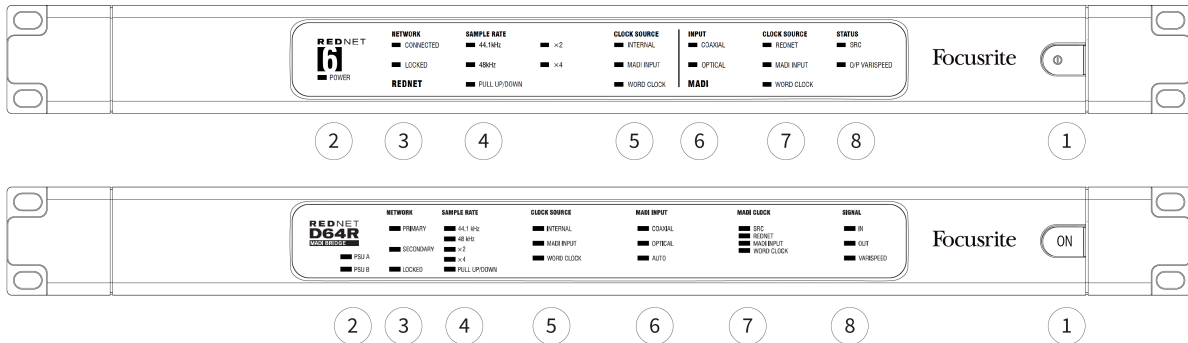 REDNET
6
POWER
NETWORK
CONNECTED
LOCKED
REDNET
SAMPLE RATE
44.1kHz
48kHz
PULL UP/DOWN
×2
×4
CLOCK SOURCE
INTERNAL
MADI INPUT
WORD CLOCK
INPUT
COAXIAL
OPTICAL
MADI
CLOCK SOURCE
REDNET
MADI INPUT
WORD CLOCK
STATUS
SRC
O/P VARISPEED
Focusrite
2
3
4
5
6
7
8
1
REDNET
D64R
MADI BRIDGE
PSU A
PSU B
NETWORK
PRIMARY
SECONDARY
LOCKED
SAMPLE RATE
44.1 kHz
48 kHz
×2
×4
PULL UP/DOWN
CLOCK SOURCE
INTERNAL
MADI INPUT
WORD CLOCK
MADI INPUT
COAXIAL
OPTICAL
AUTO
MADI CLOCK
SRC
REDNET
MADI INPUT
WORD CLOCK
SIGNAL
IN
OUT
VARISPEED
Focusrite
ON
2
3
4
5
6
7
8
1